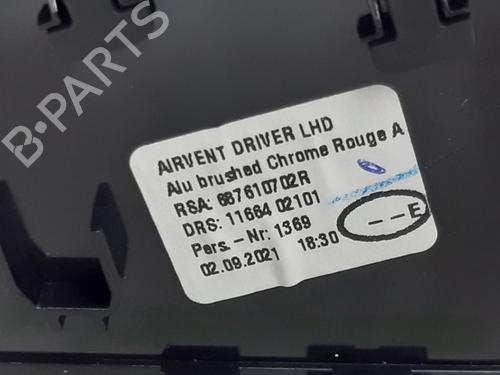 B-PARTS
AIRVENT DRIVER LHD
Alu brushed Chrome Rouge A
RSA: 687610702R
DRS: 11664 02101
Pers. - Nr: 1369
02.09.2021 18:30
_ _ E